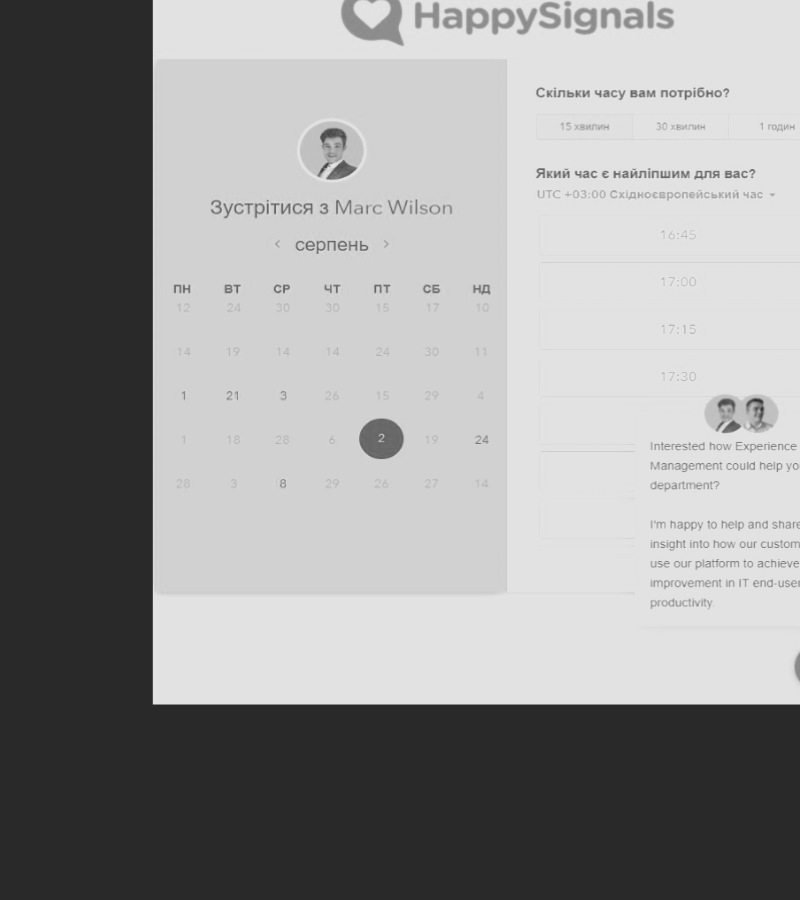 HappySignals
Зустрітися з Marc Wilson
серпень
ПН ВТ СР ЧТ ПТ СБ НД
12 24 30 30 15 17 10
14 19 14 14 24 30 11
1 21 3 26 15 29 4
1 18 28 6 2 19 24
28 3 8 29 26 27 14
Скільки часу вам потрібно?
15 хвилин 30 хвилин 1 годин
Який час є найліпшим для вас?
UTC +03:00 Східноєвропейський час
16:45
17:00
17:15
17:30
Interested how Experience
Management could help yo
department?
I'm happy to help and share
insight into how our custom
use our platform to achieve
improvement in IT end-user
productivity.